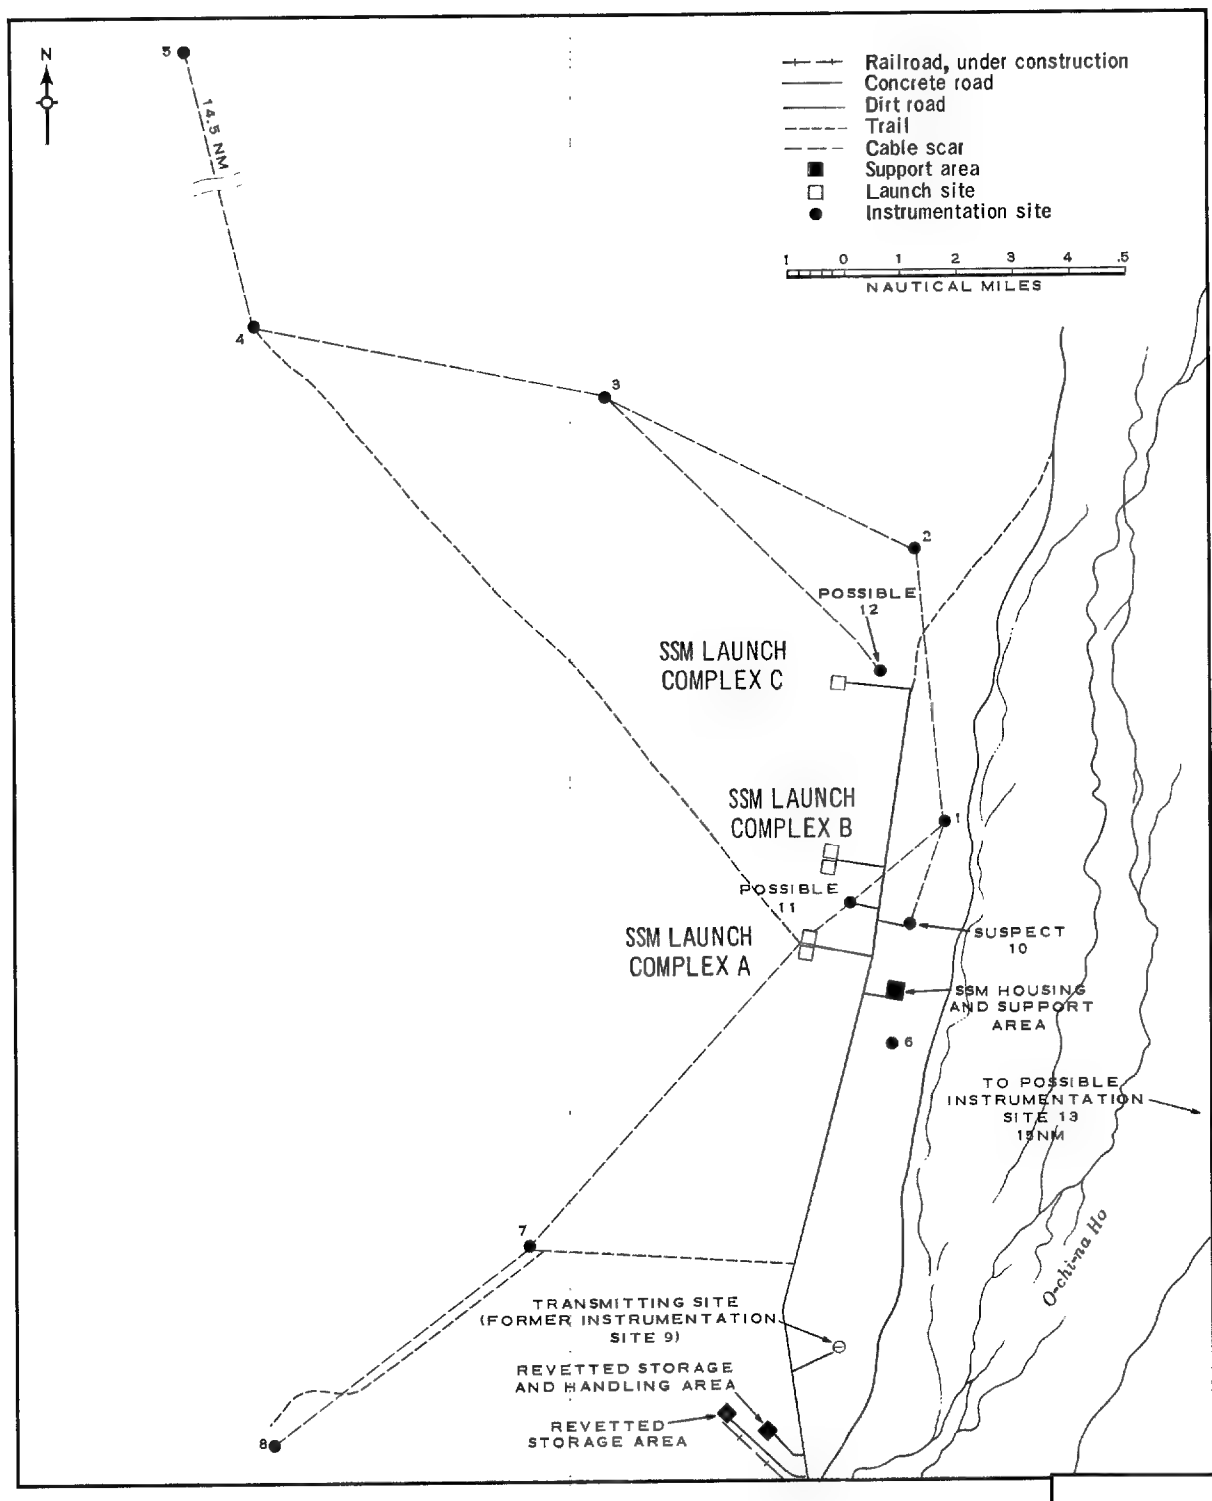 N
5
14.5 NM
Railroad, under construction
Concrete road
Dirt road
Trail
Cable scar
Support area
Launch site
Instrumentation site
1 0 1 2 3 4 .5
NAUTICAL MILES
4
3
2
POSSIBLE
12
SSM LAUNCH
COMPLEX C
SSM LAUNCH
COMPLEX B
1
POSSIBLE
11
SSM LAUNCH
COMPLEX A
SUSPECT
10
SSM HOUSING
AND SUPPORT
AREA
6
TO POSSIBLE
INSTRUMENTATION
SITE 13
15NM
7
O-chi-na Ho
TRANSMITTING SITE
(FORMER INSTRUMENTATION
SITE 9)
REVETTED STORAGE
AND HANDLING AREA
REVETTED
STORAGE AREA
8